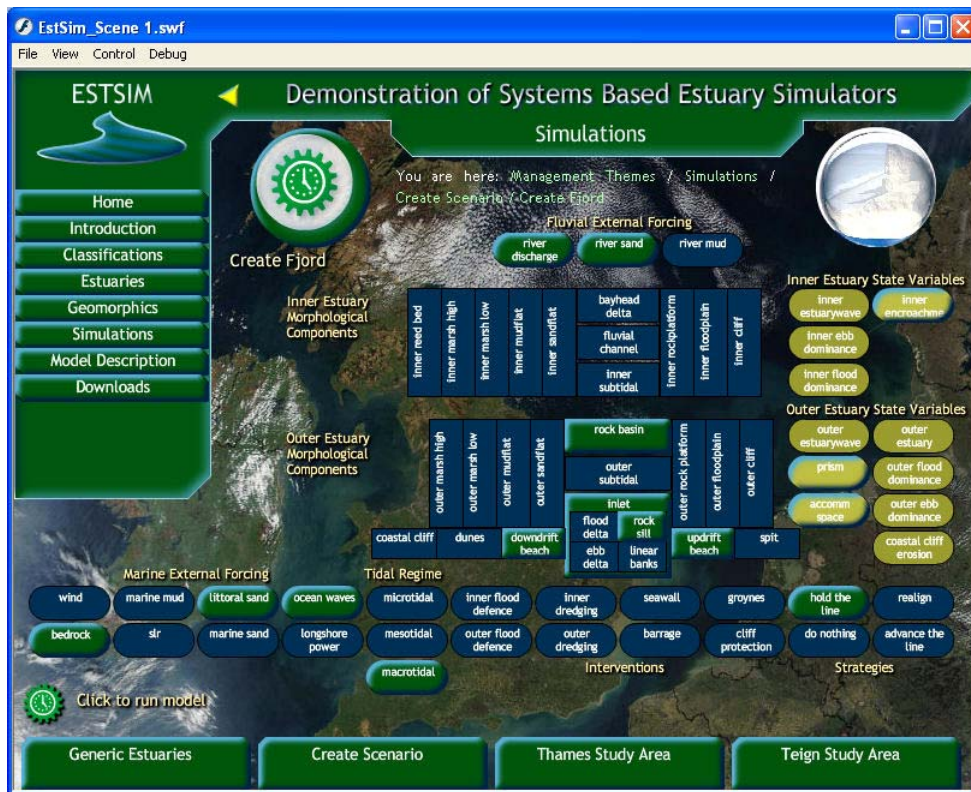 EstSim_Scene 1.swf
File View Control Debug
ESTSIM
Demonstration of Systems Based Estuary Simulators
Simulations
You are here: Management Themes / Simulations /
Create Scenario / Create Fjord
Home
Introduction
Classifications
Estuaries
Geomorphics
Simulations
Model Description
Downloads
Create Fjord
Fluvial External Forcing
river
discharge
river sand
river mud
Inner Estuary
Morphological
Components
inner reed bed
inner marsh high
inner marsh low
inner mudflat
inner sandflat
bayhead
delta
fluvial
channel
inner
subtidal
inner rockplatform
inner floodplain
inner cliff
Inner Estuary State Variables
inner
estuarywave
inner
encroachme
inner ebb
dominance
inner flood
dominance
Outer Estuary
Morphological
Components
outer marsh high
outer marsh low
outer mudflat
outer sandflat
rock basin
outer
subtidal
inlet
flood
delta
rock
sill
ebb
delta
linear
banks
outer rock platform
outer floodplain
outer cliff
coastal cliff
dunes
downdrift
beach
updrift
beach
spit
Outer Estuary State Variables
outer
estuarywave
outer
estuary
prism
outer flood
dominance
accomm
space
outer ebb
dominance
coastal cliff
erosion
Marine External Forcing
Tidal Regime
wind
marine mud
littoral sand
ocean waves
microtidal
inner flood
defence
inner
dredging
seawall
groynes
hold the
line
realign
bedrock
slr
marine sand
longshore
power
mesotidal
outer flood
defence
outer
dredging
barrage
cliff
protection
do nothing
advance the
line
macrotidal
Interventions
Strategies
Click to run model
Generic Estuaries
Create Scenario
Thames Study Area
Teign Study Area